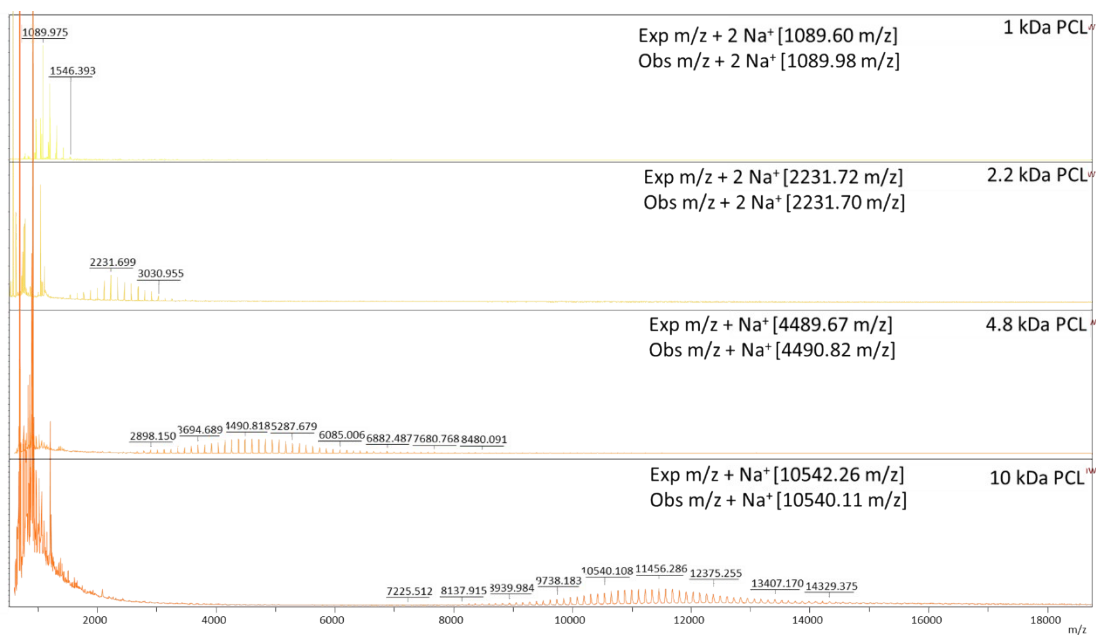 1089.975
1546.393
Exp m/z + 2 Na⁺ [1089.60 m/z]
Obs m/z + 2 Na⁺ [1089.98 m/z]
1 kDa PCL
2231.699
3030.955
Exp m/z + 2 Na⁺ [2231.72 m/z]
Obs m/z + 2 Na⁺ [2231.70 m/z]
2.2 kDa PCL
2898.150
3694.689
4490.818
5287.679
6085.006
6882.487
7680.768
8480.091
Exp m/z + Na⁺ [4489.67 m/z]
Obs m/z + Na⁺ [4490.82 m/z]
4.8 kDa PCL
7225.512
8137.915
8939.984
9738.183
10540.108
11456.286
12375.255
13407.170
14329.375
Exp m/z + Na⁺ [10542.26 m/z]
Obs m/z + Na⁺ [10540.11 m/z]
10 kDa PCL
2000 4000 6000 8000 10000 12000 14000 16000 18000
m/z